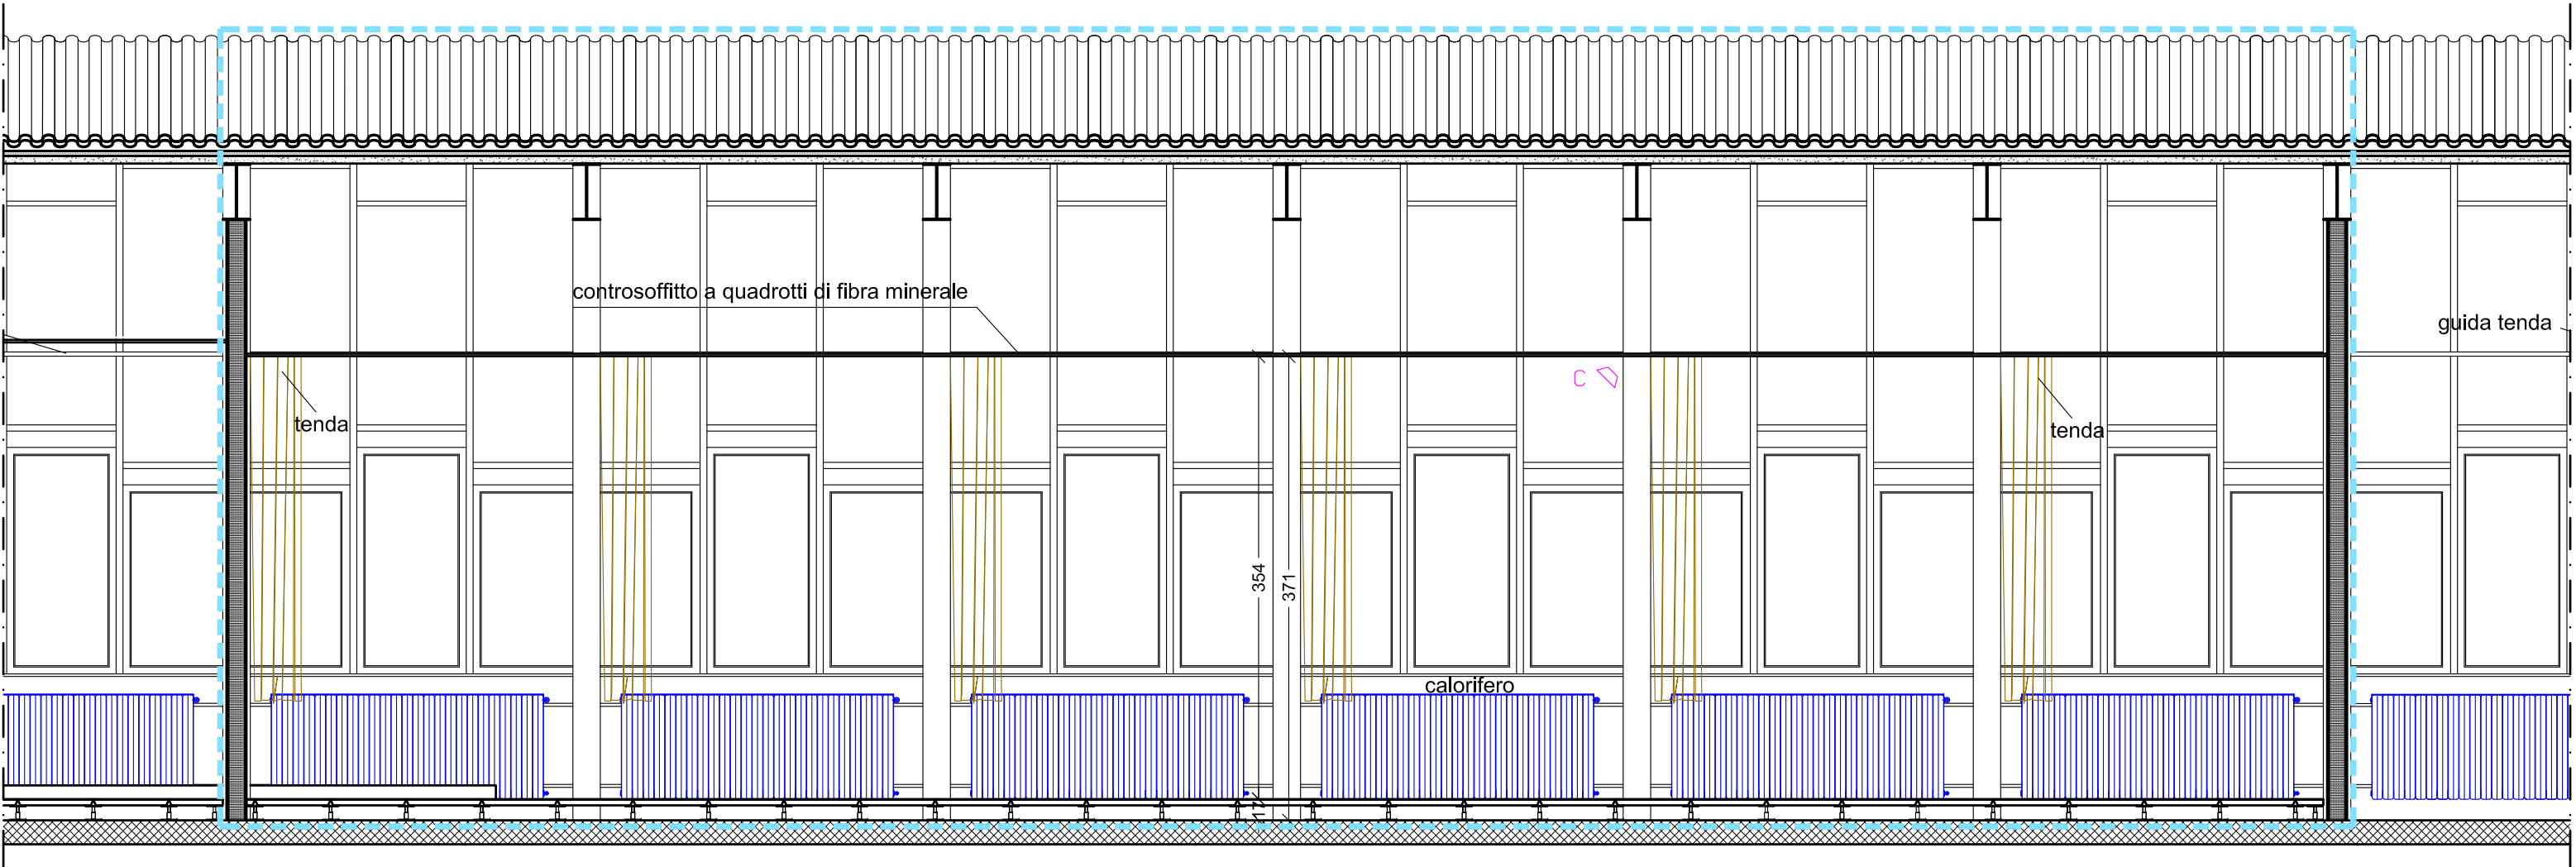 controsoffitto a quadrotti di fibra minerale
guida tenda
C
tenda
tenda
354
371
calorifero
17